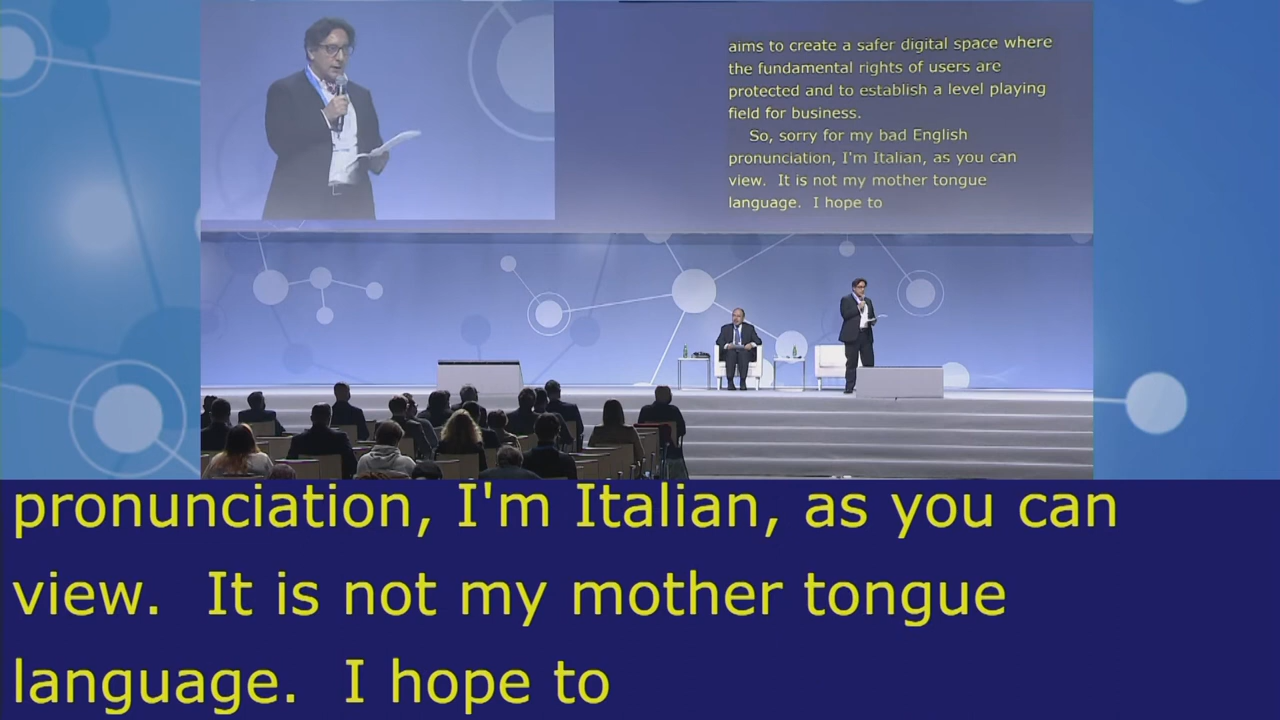 aims to create a safer digital space where
the fundamental rights of users are
protected and to establish a level playing
field for business.
So, sorry for my bad English
pronunciation, I'm Italian, as you can
view.  It is not my mother tongue
language.  I hope to
pronunciation, I'm Italian, as you can
view.  It is not my mother tongue
language.  I hope to